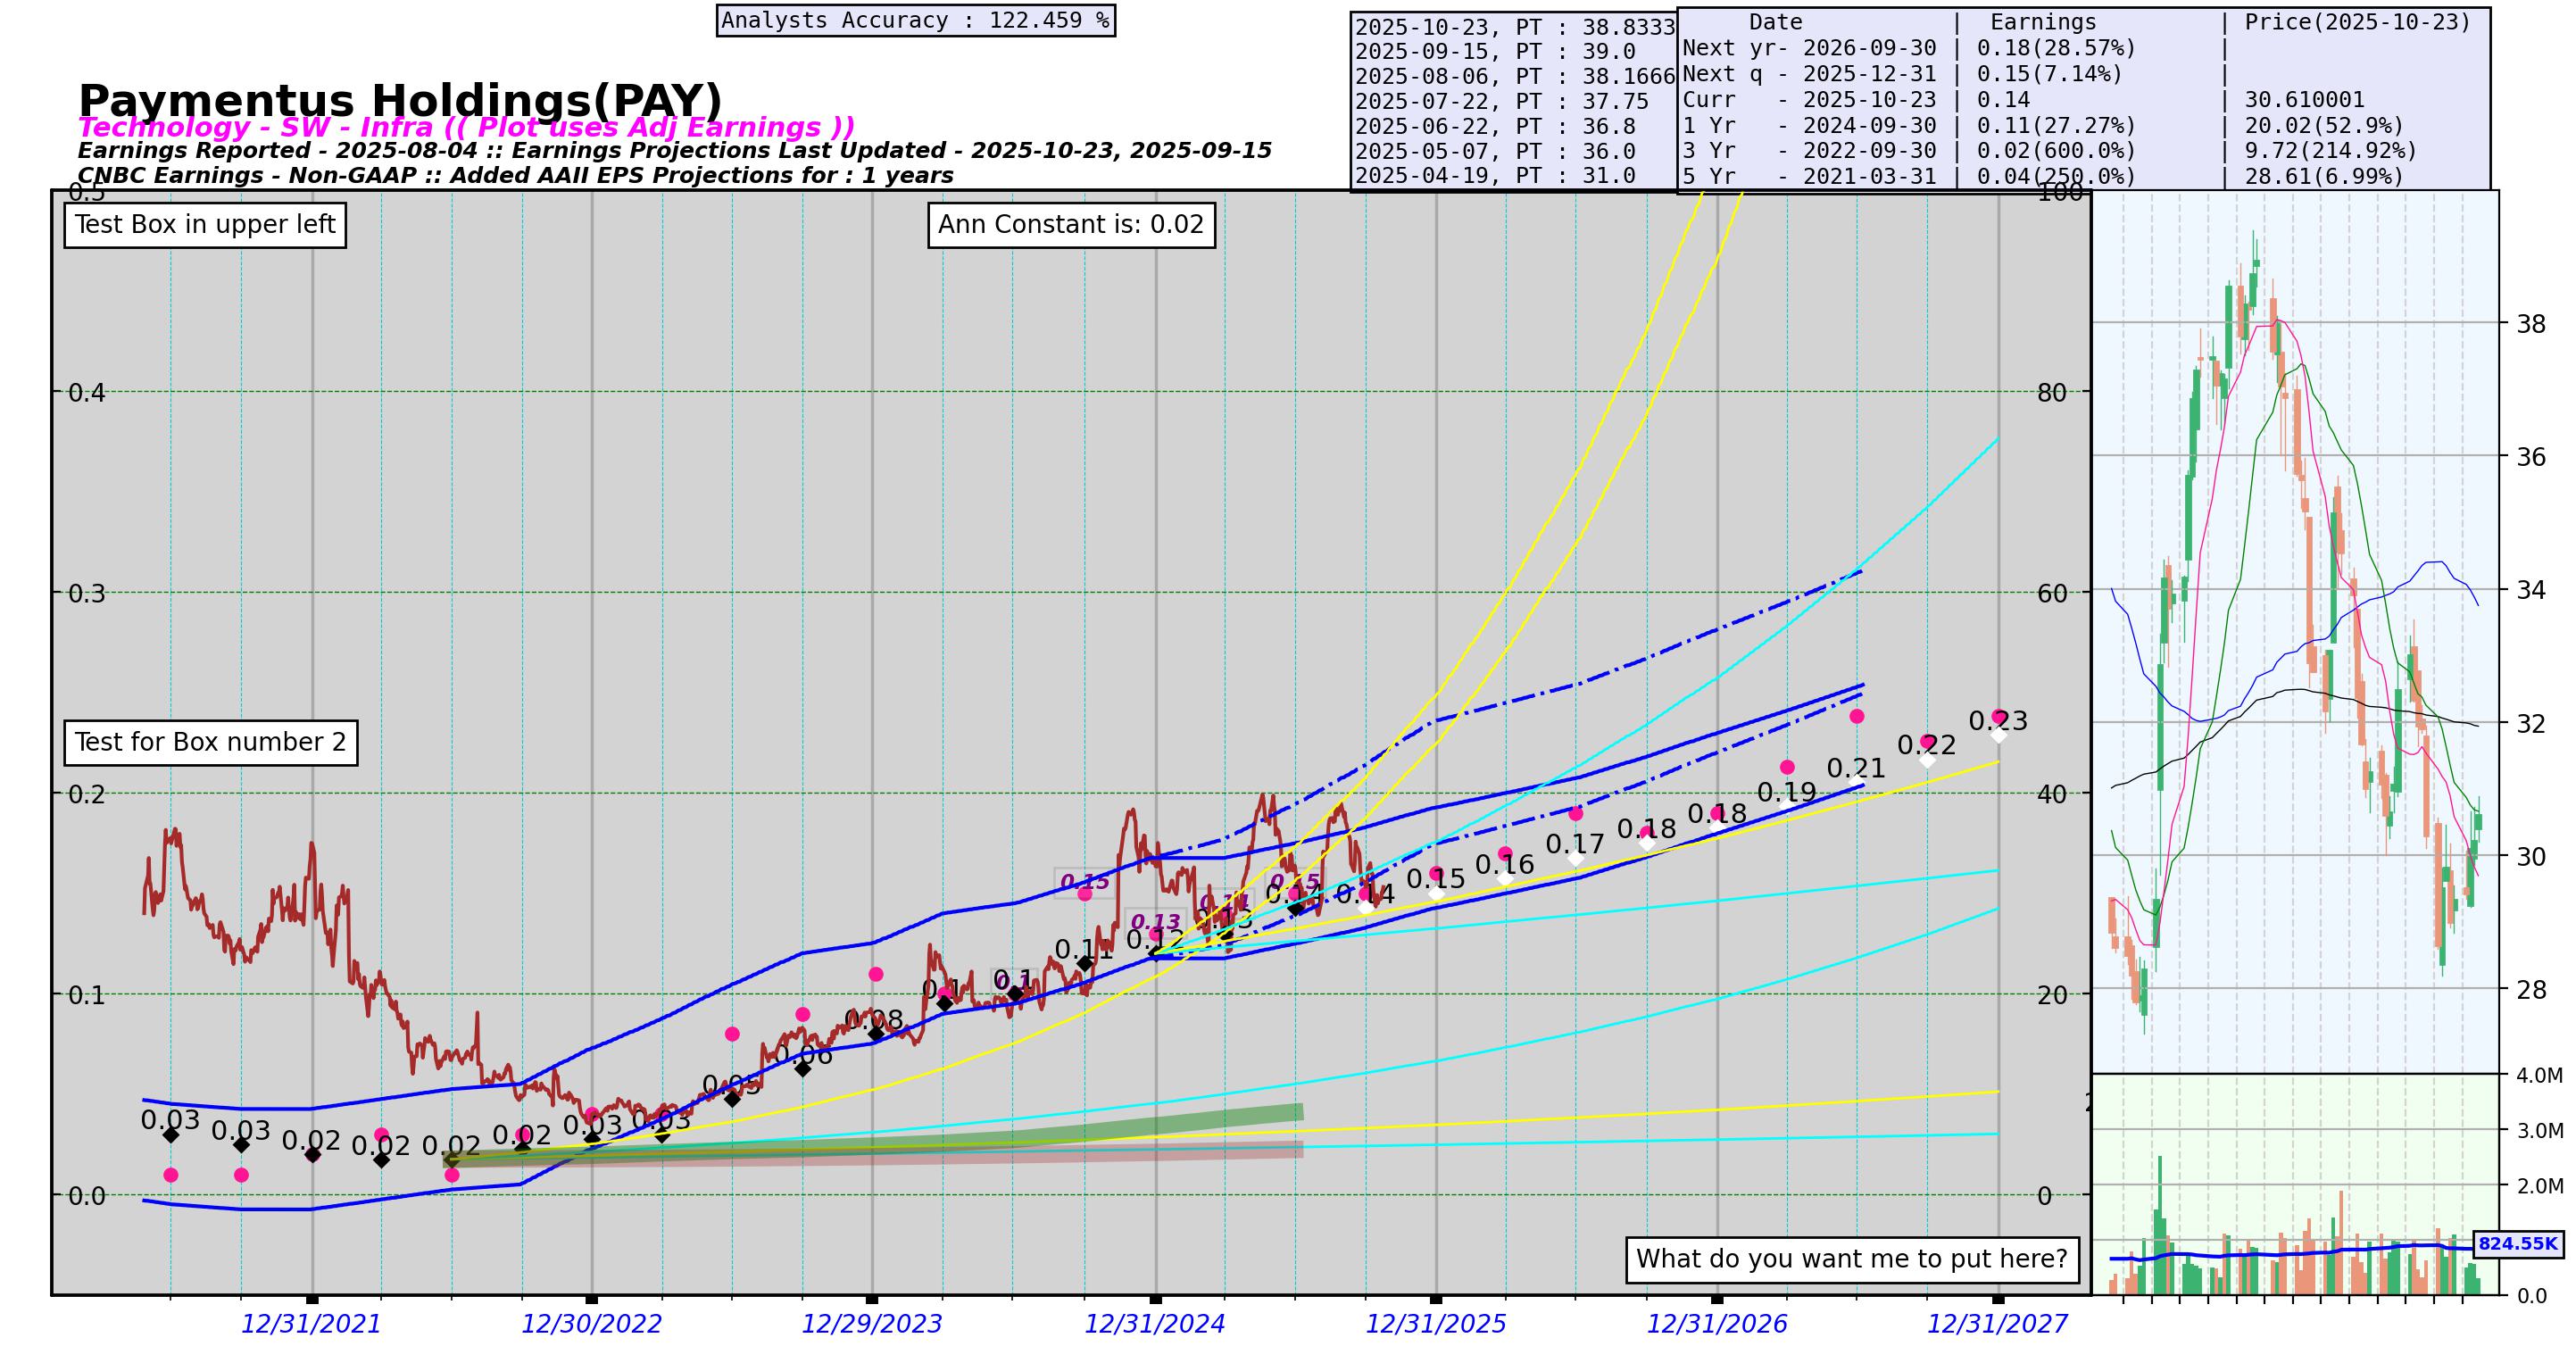 Analysts Accuracy : 122.459 %
2025-10-23, PT : 38.8333
2025-09-15, PT : 39.0
2025-08-06, PT : 38.1666
2025-07-22, PT : 37.75
2025-06-22, PT : 36.8
2025-05-07, PT : 36.0
2025-04-19, PT : 31.0
Date | Earnings | Price(2025-10-23)
Next yr- 2026-09-30 | 0.18(28.57%) |
Next q - 2025-12-31 | 0.15(7.14%) |
Curr - 2025-10-23 | 0.14 | 30.610001
1 Yr - 2024-09-30 | 0.11(27.27%) | 20.02(52.9%)
3 Yr - 2022-09-30 | 0.02(600.0%) | 9.72(214.92%)
5 Yr - 2021-03-31 | 0.04(250.0%) | 28.61(6.99%)
Paymentus Holdings(PAY)
Technology - SW - Infra (( Plot uses Adj Earnings ))
Earnings Reported - 2025-08-04 :: Earnings Projections Last Updated - 2025-10-23, 2025-09-15
CNBC Earnings - Non-GAAP :: Added AAII EPS Projections for : 1 years
Test Box in upper left
Ann Constant is: 0.02
Test for Box number 2
What do you want me to put here?
0.5
0.4
0.3
0.2
0.1
0.0
100
80
60
40
20
0
0.03
0.03
0.02
0.02
0.02
0.02
0.03
0.03
0.05
0.06
0.08
0.1
0.1
0.1
0.11
0.15
0.12
0.13
0.13
0.14
0.14
0.15
0.14
0.15
0.16
0.17
0.18
0.18
0.19
0.21
0.22
0.23
38
36
34
32
30
28
4.0M
3.0M
2.0M
824.55K
0.0
12/31/2021
12/30/2022
12/29/2023
12/31/2024
12/31/2025
12/31/2026
12/31/2027